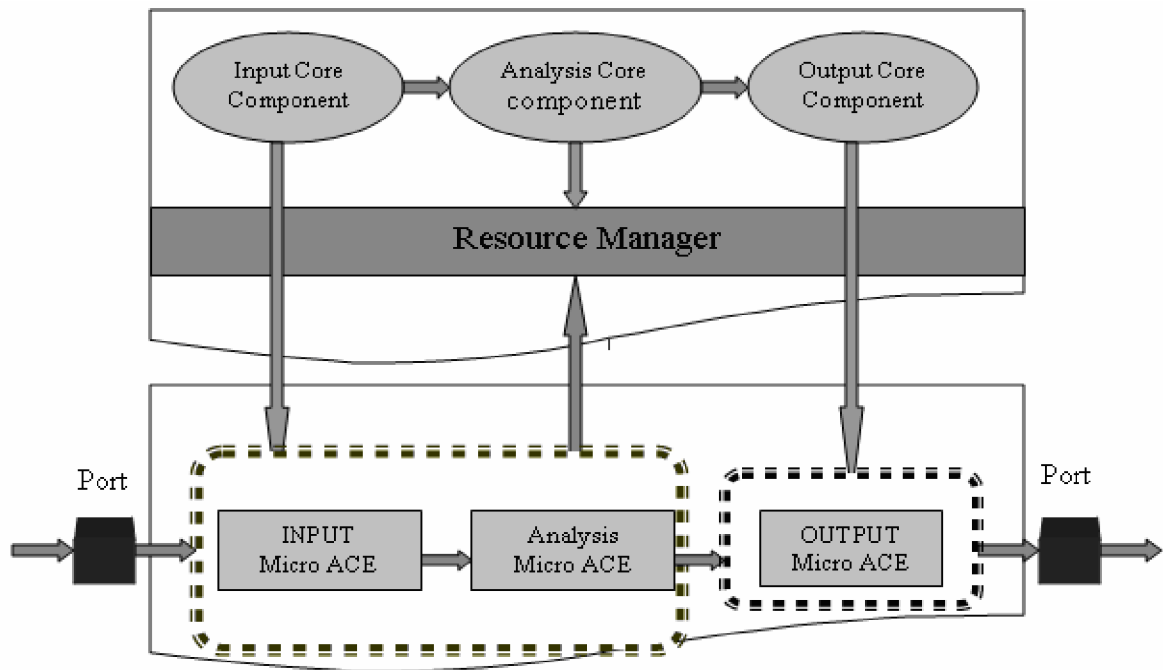 Input Core
Component
Analysis Core
component
Output Core
Component
Resource Manager
Port
INPUT
Micro ACE
Analysis
Micro ACE
OUTPUT
Micro ACE
Port